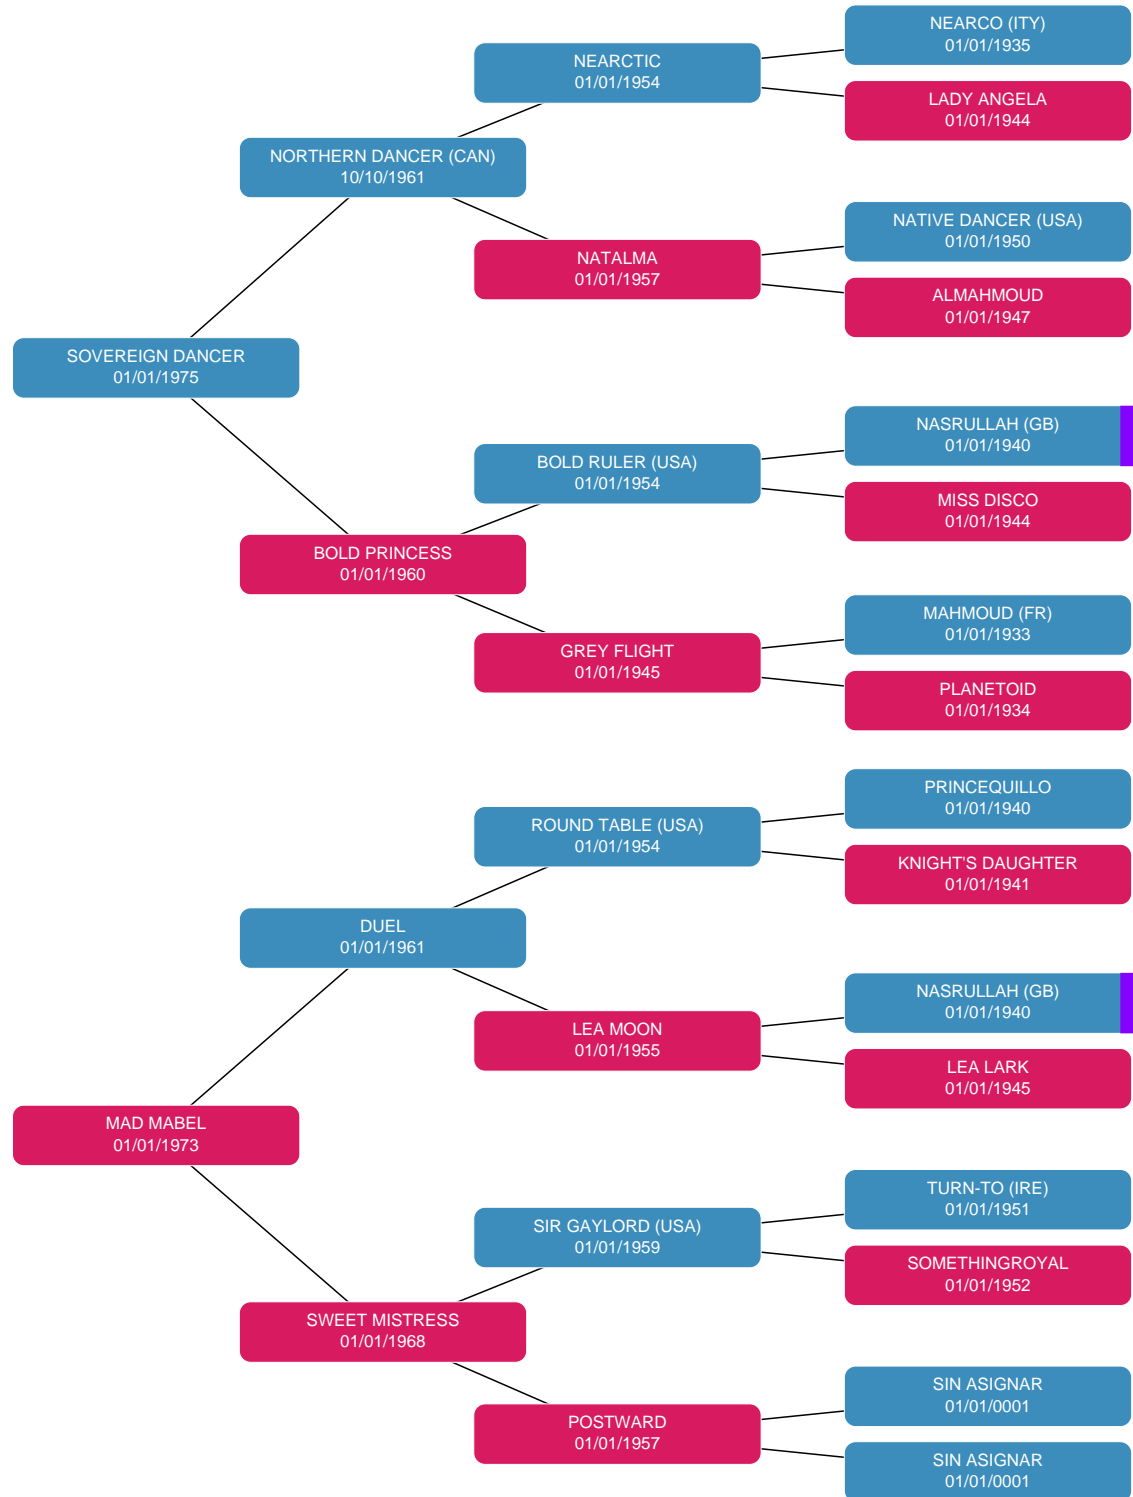 NEARCO (ITY)
01/01/1935
NEARCTIC
01/01/1954
LADY ANGELA
01/01/1944
NORTHERN DANCER (CAN)
10/10/1961
NATIVE DANCER (USA)
01/01/1950
NATALMA
01/01/1957
ALMAHMOUD
01/01/1947
SOVEREIGN DANCER
01/01/1975
NASRULLAH (GB)
01/01/1940
BOLD RULER (USA)
01/01/1954
MISS DISCO
01/01/1944
BOLD PRINCESS
01/01/1960
MAHMOUD (FR)
01/01/1933
GREY FLIGHT
01/01/1945
PLANETOID
01/01/1934
PRINCEQUILLO
01/01/1940
ROUND TABLE (USA)
01/01/1954
KNIGHT'S DAUGHTER
01/01/1941
DUEL
01/01/1961
NASRULLAH (GB)
01/01/1940
LEA MOON
01/01/1955
LEA LARK
01/01/1945
MAD MABEL
01/01/1973
TURN-TO (IRE)
01/01/1951
SIR GAYLORD (USA)
01/01/1959
SOMETHINGROYAL
01/01/1952
SWEET MISTRESS
01/01/1968
SIN ASIGNAR
01/01/0001
POSTWARD
01/01/1957
SIN ASIGNAR
01/01/0001